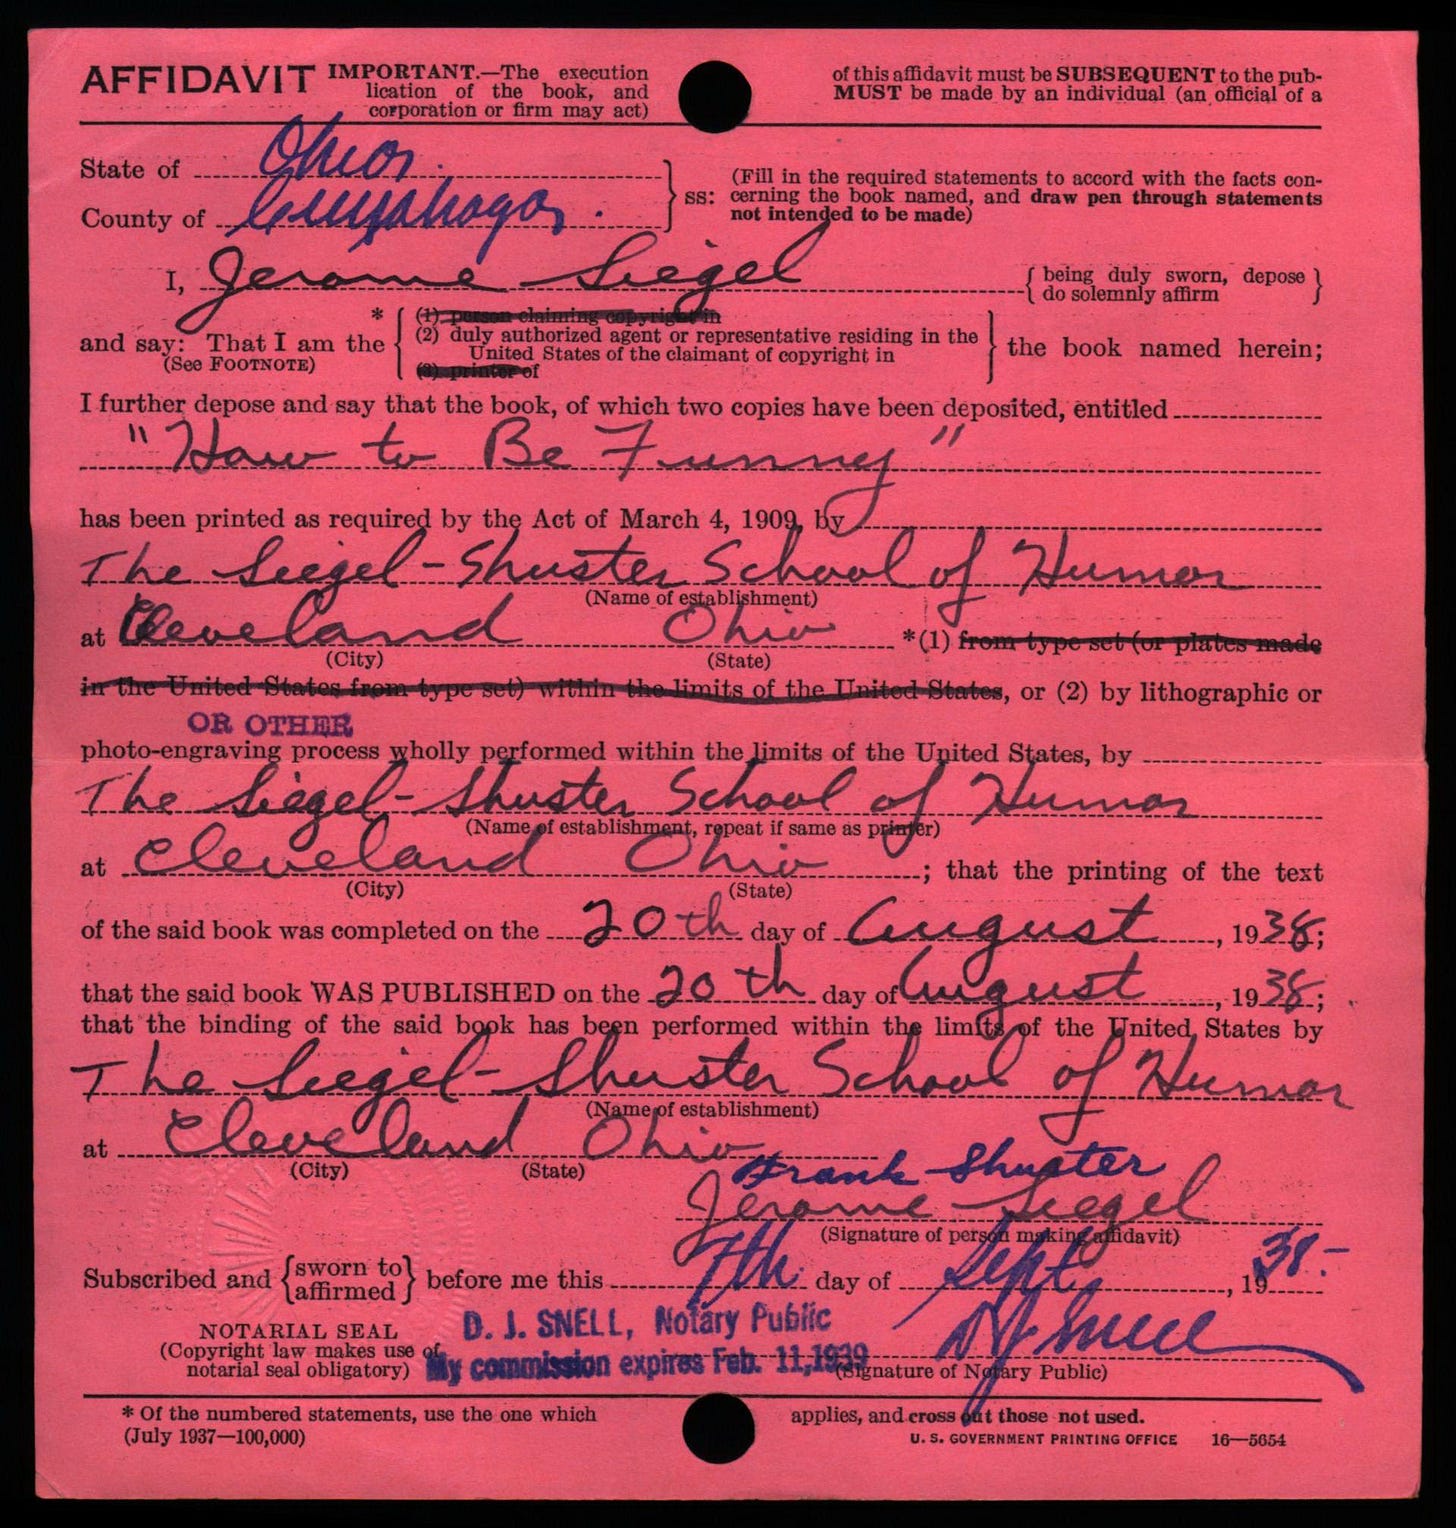 AFFIDAVIT IMPORTANT.—The execution of this affidavit must be SUBSEQUENT to the pub-
lication of the book, and MUST be made by an individual (an official of a
corporation or firm may act)
State of Ohio.
County of Cuyahoga.
ss:
(Fill in the required statements to accord with the facts con-
cerning the book named, and draw pen through statements
not intended to be made)
I, Jerome Siegel { being duly sworn, depose }
do solemnly affirm
and say: That I am the
(See FOOTNOTE)
* (1) person claiming copyright in
(2) duly authorized agent or representative residing in the
United States of the claimant of copyright in
(3) printer of
the book named herein;
I further depose and say that the book, of which two copies have been deposited, entitled
"How to Be Funny"
has been printed as required by the Act of March 4, 1909, by
The Siegel-Shuster School of Humor
(Name of establishment)
at Cleveland Ohio *(1) from type set (or plates made
(City) (State)
in the United States from type set) within the limits of the United States, or (2) by lithographic or
OR OTHER
photo-engraving process wholly performed within the limits of the United States, by
The Siegel-Shuster School of Humor
(Name of establishment, repeat if same as printer)
at Cleveland Ohio ; that the printing of the text
(City) (State)
of the said book was completed on the 20th day of August, 1938;
that the said book WAS PUBLISHED on the 20th day of August, 1938;
that the binding of the said book has been performed within the limits of the United States by
The Siegel-Shuster School of Humor
(Name of establishment)
at Cleveland Ohio
(City) (State)
Frank Shuster
Jerome Siegel
(Signature of person making affidavit)
Subscribed and {sworn to affirmed} before me this 7th. day of Sept, 1938.-
D. J. SNELL, Notary Public
My commission expires Feb. 11, 1939
D J Snell
(Signature of Notary Public)
NOTARIAL SEAL
(Copyright law makes use of
notarial seal obligatory)
* Of the numbered statements, use the one which applies, and cross out those not used.
(July 1937—100,000) U. S. GOVERNMENT PRINTING OFFICE 16—5654